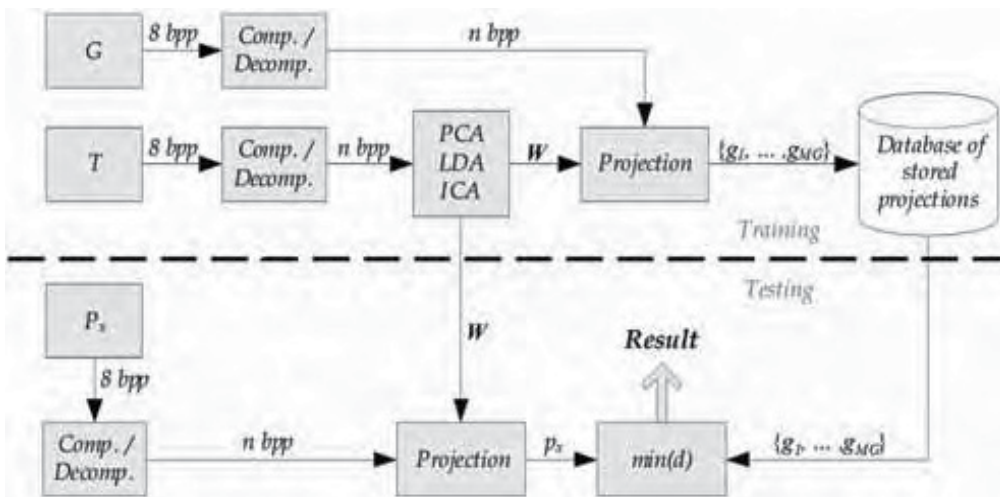 G
8 bpp
Comp. /
Decomp.
n bpp
T
8 bpp
Comp. /
Decomp.
n bpp
PCA
LDA
ICA
W
Projection
{g1, ... ,gMG}
Database of
stored
projections
Training
Testing
Px
8 bpp
W
Result
Comp. /
Decomp.
n bpp
Projection
px
min(d)
{g1, ... ,gMG}